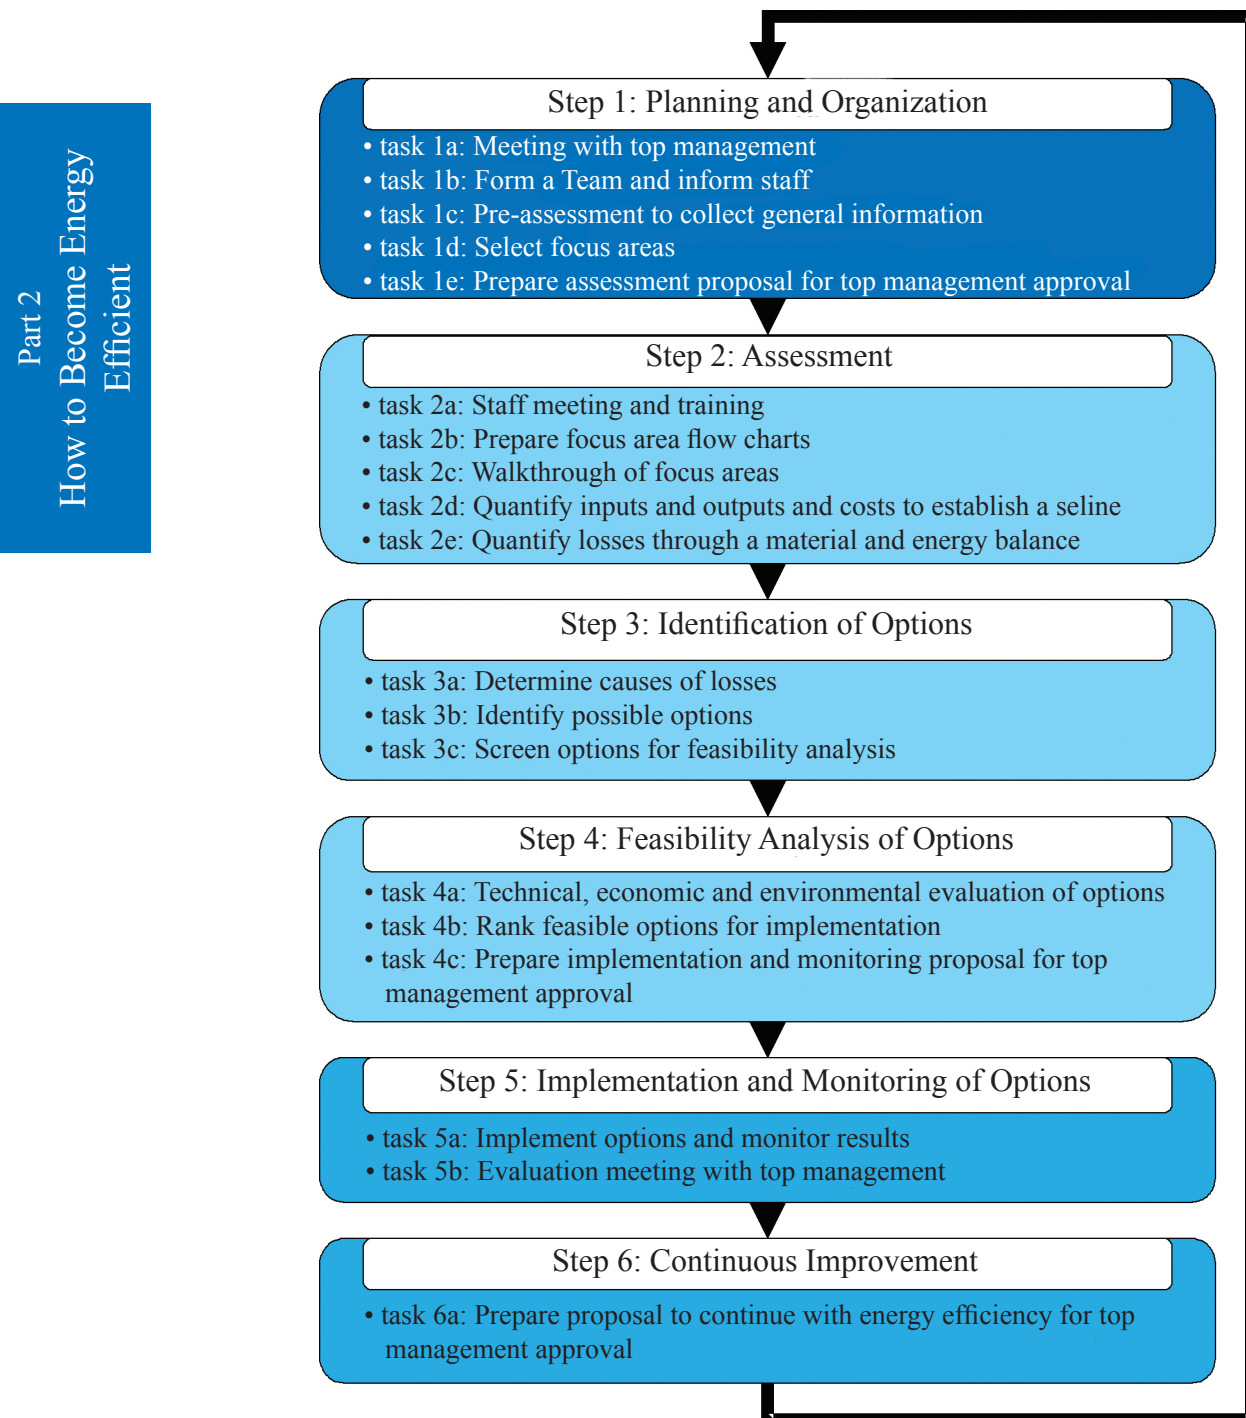 Part 2
How to Become Energy
Efficient
Step 1: Planning and Organization
• task 1a: Meeting with top management
• task 1b: Form a Team and inform staff
• task 1c: Pre-assessment to collect general information
• task 1d: Select focus areas
• task 1e: Prepare assessment proposal for top management approval
Step 2: Assessment
• task 2a: Staff meeting and training
• task 2b: Prepare focus area flow charts
• task 2c: Walkthrough of focus areas
• task 2d: Quantify inputs and outputs and costs to establish a seline
• task 2e: Quantify losses through a material and energy balance
Step 3: Identification of Options
• task 3a: Determine causes of losses
• task 3b: Identify possible options
• task 3c: Screen options for feasibility analysis
Step 4: Feasibility Analysis of Options
• task 4a: Technical, economic and environmental evaluation of options
• task 4b: Rank feasible options for implementation
• task 4c: Prepare implementation and monitoring proposal for top
management approval
Step 5: Implementation and Monitoring of Options
• task 5a: Implement options and monitor results
• task 5b: Evaluation meeting with top management
Step 6: Continuous Improvement
• task 6a: Prepare proposal to continue with energy efficiency for top
management approval